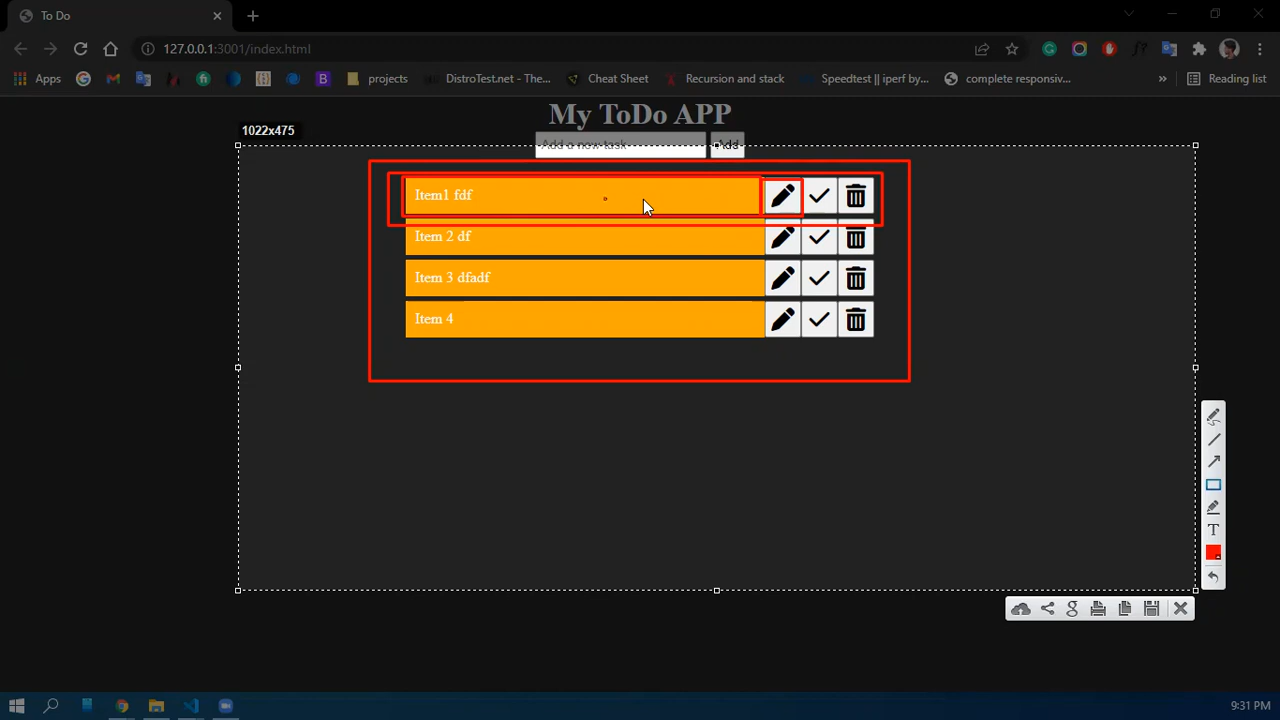 To Do
127.0.0.1:3001/index.html
Apps
projects
DistroTest.net - The...
Cheat Sheet
Recursion and stack
Speedtest || iperf by...
complete responsiv...
»
Reading list
My ToDo APP
1022x475
Add a new task
Add
Item1 fdf
Item 2 df
Item 3 dfadf
Item 4
9:31 PM